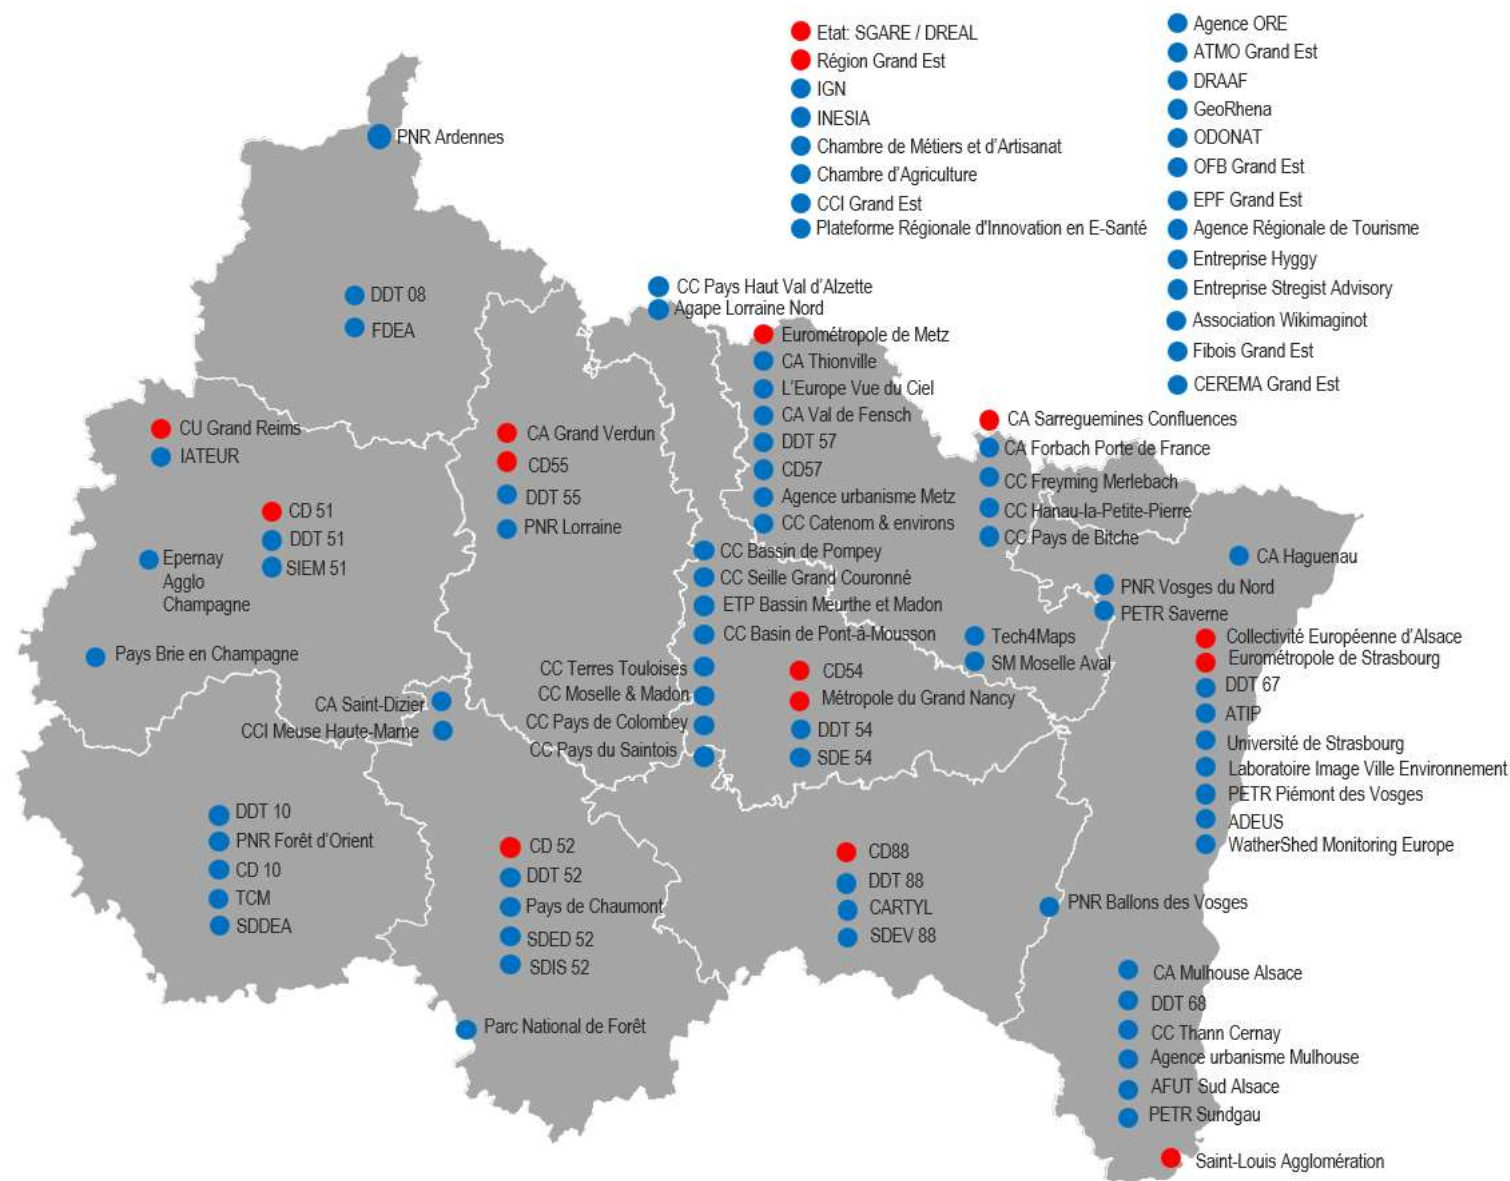 Etat: SGARE / DREAL
Région Grand Est
IGN
INESIA
Chambre de Métiers et d'Artisanat
Chambre d'Agriculture
CCI Grand Est
Plateforme Régionale d'Innovation en E-Santé
Agence ORE
ATMO Grand Est
DRAAF
GeoRhena
ODONAT
OFB Grand Est
EPF Grand Est
Agence Régionale de Tourisme
Entreprise Hyggy
Entreprise Stregist Advisory
Association Wikimaginot
Fibois Grand Est
CEREMA Grand Est
PNR Ardennes
DDT 08
FDEA
CC Pays Haut Val d'Alzette
Agape Lorraine Nord
Eurométropole de Metz
CA Thionville
L'Europe Vue du Ciel
CA Val de Fensch
DDT 57
CD57
Agence urbanisme Metz
CC Catenom & environs
CU Grand Reims
IATEUR
CD 51
DDT 51
SIEM 51
Epernay
Agglo
Champagne
Pays Brie en Champagne
CA Grand Verdun
CD55
DDT 55
PNR Lorraine
CA Sarreguemines Confluences
CA Forbach Porte de France
CC Freyming Merlebach
CC Hanau-la-Petite-Pierre
CC Pays de Bitche
CA Haguenau
PNR Vosges du Nord
PETR Saverne
CC Bassin de Pompey
CC Seille Grand Couronné
ETP Bassin Meurthe et Madon
CC Basin de Pont-à-Mousson
CC Terres Touloises
CC Moselle & Madon
CC Pays de Colombey
CC Pays du Saintois
CD54
Métropole du Grand Nancy
DDT 54
SDE 54
Tech4Maps
SM Moselle Aval
Collectivité Européenne d'Alsace
Eurométropole de Strasbourg
DDT 67
ATIP
Université de Strasbourg
Laboratoire Image Ville Environnement
PETR Piémont des Vosges
ADEUS
WatherShed Monitoring Europe
CA Saint-Dizier
CCI Meuse Haute-Marne
DDT 10
PNR Forêt d'Orient
CD 10
TCM
SDDEA
CD 52
DDT 52
Pays de Chaumont
SDED 52
SDIS 52
Parc National de Forêt
CD88
DDT 88
CARTYL
SDEV 88
PNR Ballons des Vosges
CA Mulhouse Alsace
DDT 68
CC Thann Cernay
Agence urbanisme Mulhouse
AFUT Sud Alsace
PETR Sundgau
Saint-Louis Agglomération